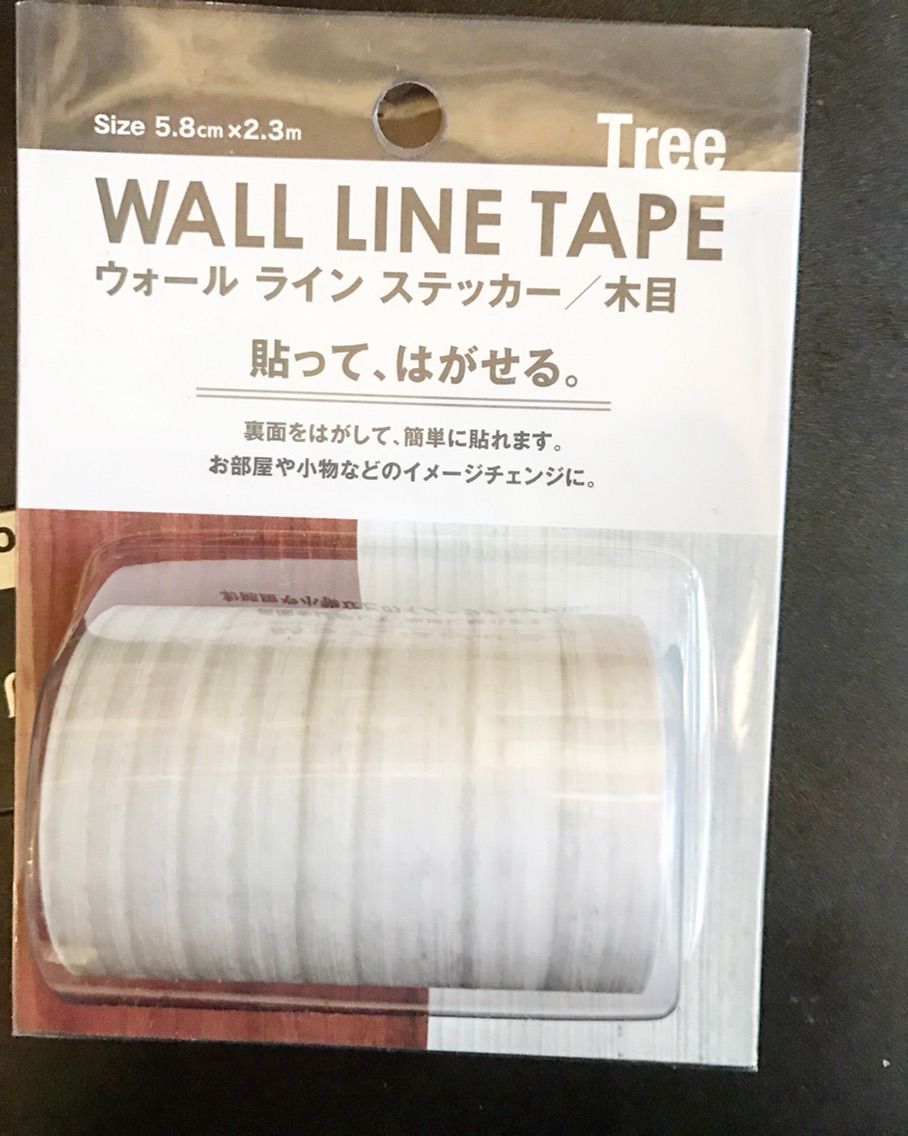 Size 5.8cm×2.3m
Tree
WALL LINE TAPE
ウォール ライン ステッカー／木目
貼って、はがせる。
裏面をはがして、簡単に貼れます。
お部屋や小物などのイメージチェンジに。